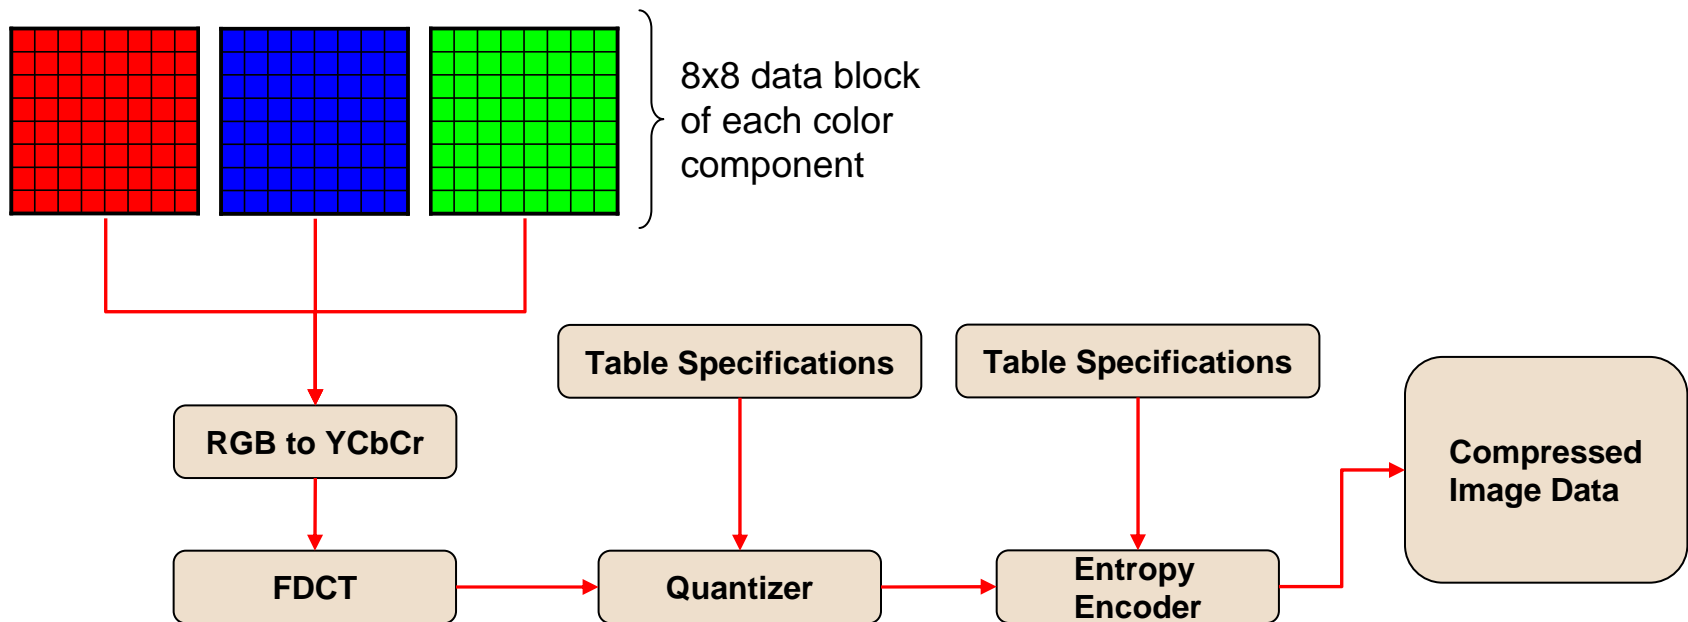 8x8 data block
of each color
component
Table Specifications
Table Specifications
RGB to YCbCr
Compressed
Image Data
FDCT
Quantizer
Entropy
Encoder